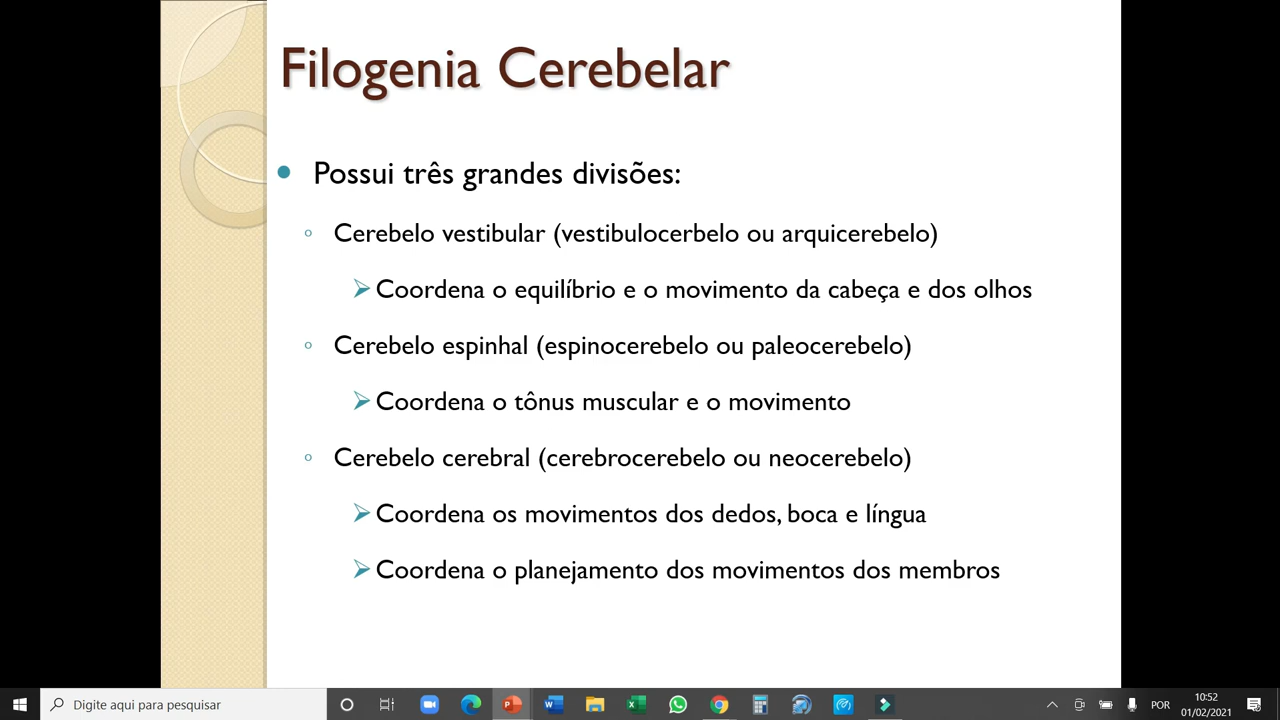 Filogenia Cerebelar
Possui três grandes divisões:
Cerebelo vestibular (vestibulocerbelo ou arquicerebelo)
Coordena o equilíbrio e o movimento da cabeça e dos olhos
Cerebelo espinhal (espinocerebelo ou paleocerebelo)
Coordena o tônus muscular e o movimento
Cerebelo cerebral (cerebrocerebelo ou neocerebelo)
Coordena os movimentos dos dedos, boca e língua
Coordena o planejamento dos movimentos dos membros
Digite aqui para pesquisar
POR
10:52
01/02/2021